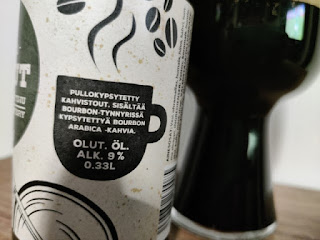 PULLOKYPSYTETTY
KAHVISTOUT. SISÄLTÄÄ
BOURBON-TYNNYRISSÄ
KYPSYTETTYÄ BOURBON
ARABICA -KAHVIA.
OLUT. ÖL.
ALK. 9%
0.33L